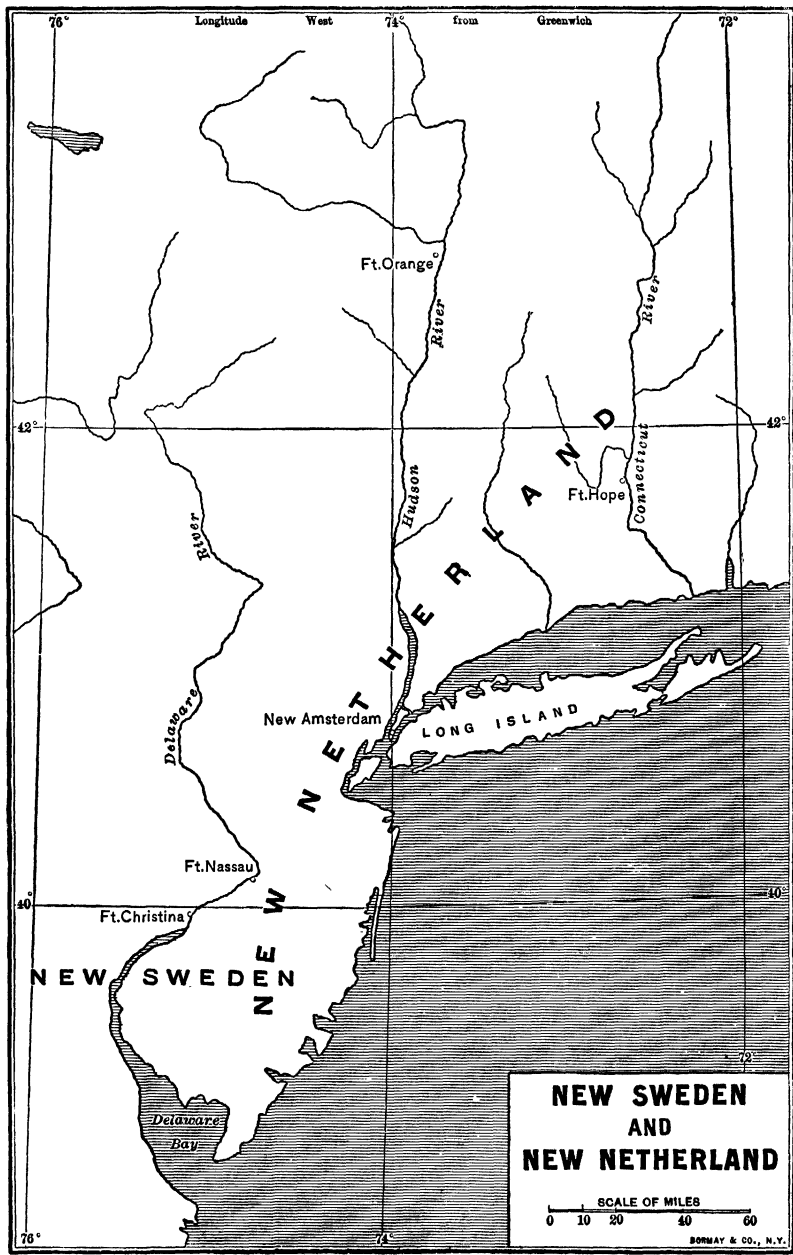 76° Longitude West 74° from Greenwich 72°
Ft.Orange
River
River
42° 42°
NEW NETHERLAND
Connecticut
Ft.Hope
Hudson
River
Delaware
New Amsterdam
LONG ISLAND
Ft.Nassau
40° 40°
Ft.Christina
NEW SWEDEN
72°
Delaware
Bay
76° 74°
NEW SWEDEN
AND
NEW NETHERLAND
SCALE OF MILES
0 10 20 40 60
BORMAY & CO., N.Y.